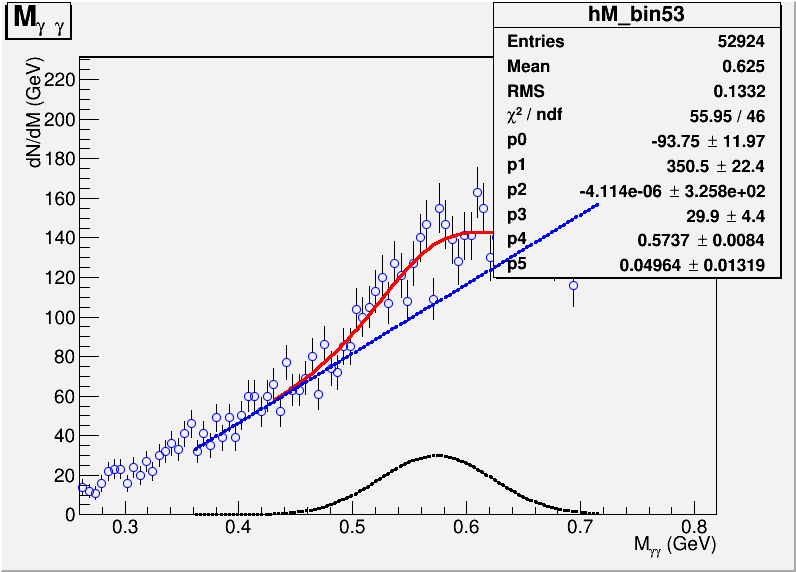 M γ γ
hM_bin53
Entries 52924
Mean 0.625
RMS 0.1332
χ² / ndf 55.95 / 46
p0 -93.75 ± 11.97
p1 350.5 ± 22.4
p2 -4.114e-06 ± 3.258e+02
p3 29.9 ± 4.4
p4 0.5737 ± 0.0084
p5 0.04964 ± 0.01319
dN/dM (GeV)
220
200
180
160
140
120
100
80
60
40
20
0
0.3 0.4 0.5 0.6 0.7 0.8
Mγγ (GeV)